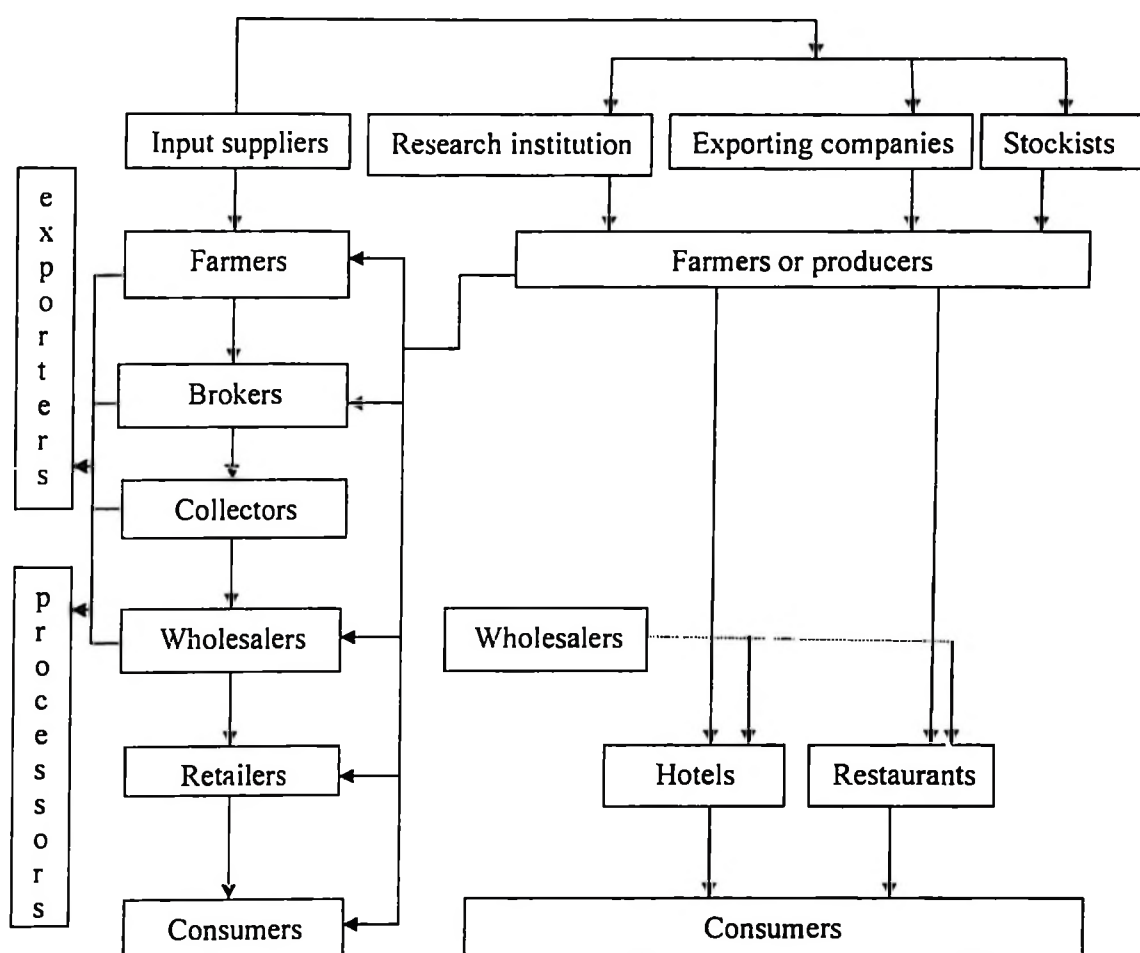 Input suppliers
Research institution
Exporting companies
Stockists
exporters
Farmers
Farmers or producers
Brokers
Collectors
processors
Wholesalers
Wholesalers
Retailers
Hotels
Restaurants
Consumers
Consumers